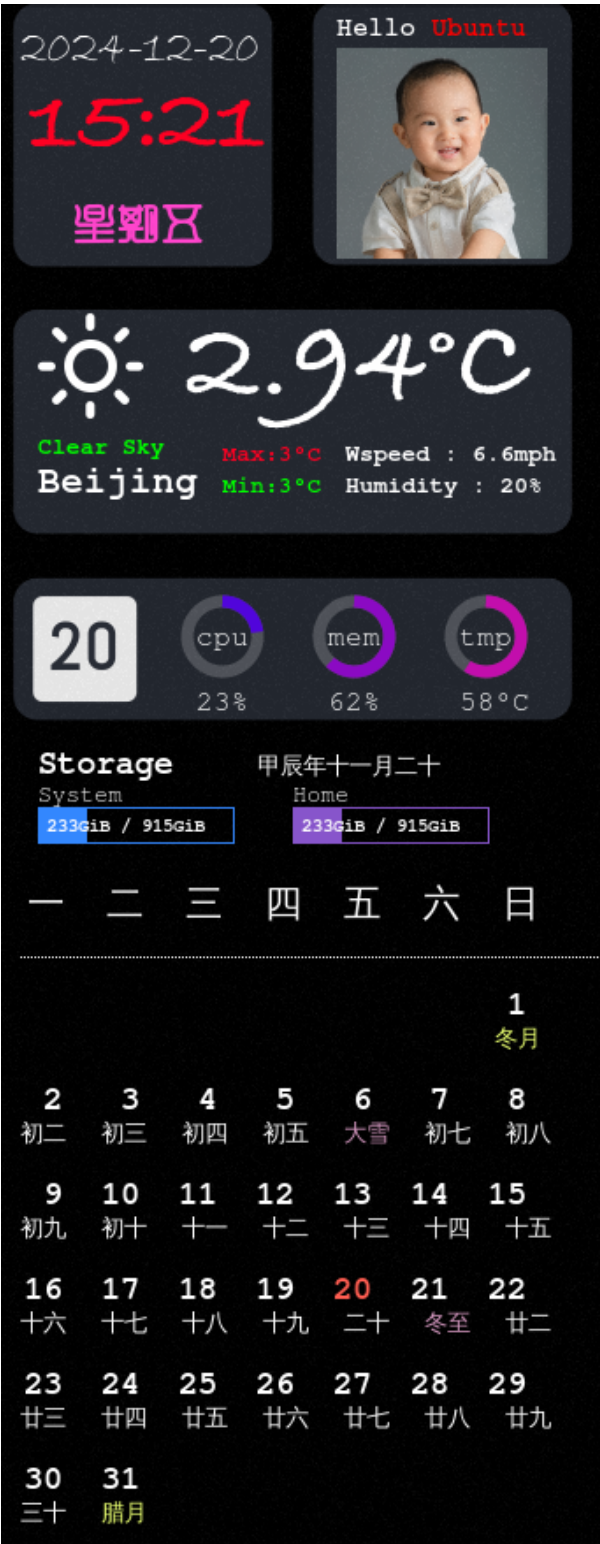 2024-12-20
15:21
星期五
Hello Ubuntu
2.94°C
Clear Sky
Beijing
Max:3°C
Min:3°C
Wspeed : 6.6mph
Humidity : 20%
20
cpu mem tmp
23% 62% 58°C
Storage 甲辰年十一月二十
System Home
233GiB / 915GiB 233GiB / 915GiB
一 二 三 四 五 六 日
1
冬月
2 3 4 5 6 7 8
初二 初三 初四 初五 大雪 初七 初八
9 10 11 12 13 14 15
初九 初十 十一 十二 十三 十四 十五
16 17 18 19 20 21 22
十六 十七 十八 十九 二十 冬至 廿二
23 24 25 26 27 28 29
廿三 廿四 廿五 廿六 廿七 廿八 廿九
30 31
三十 腊月